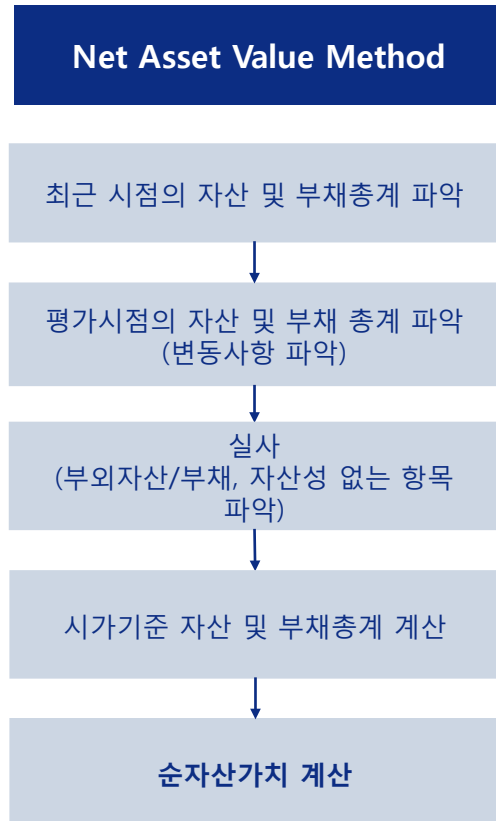 Net Asset Value Method
최근 시점의 자산 및 부채총계 파악
평가시점의 자산 및 부채 총계 파악
(변동사항 파악)
실사
(부외자산/부채, 자산성 없는 항목
파악)
시가기준 자산 및 부채총계 계산
순자산가치 계산